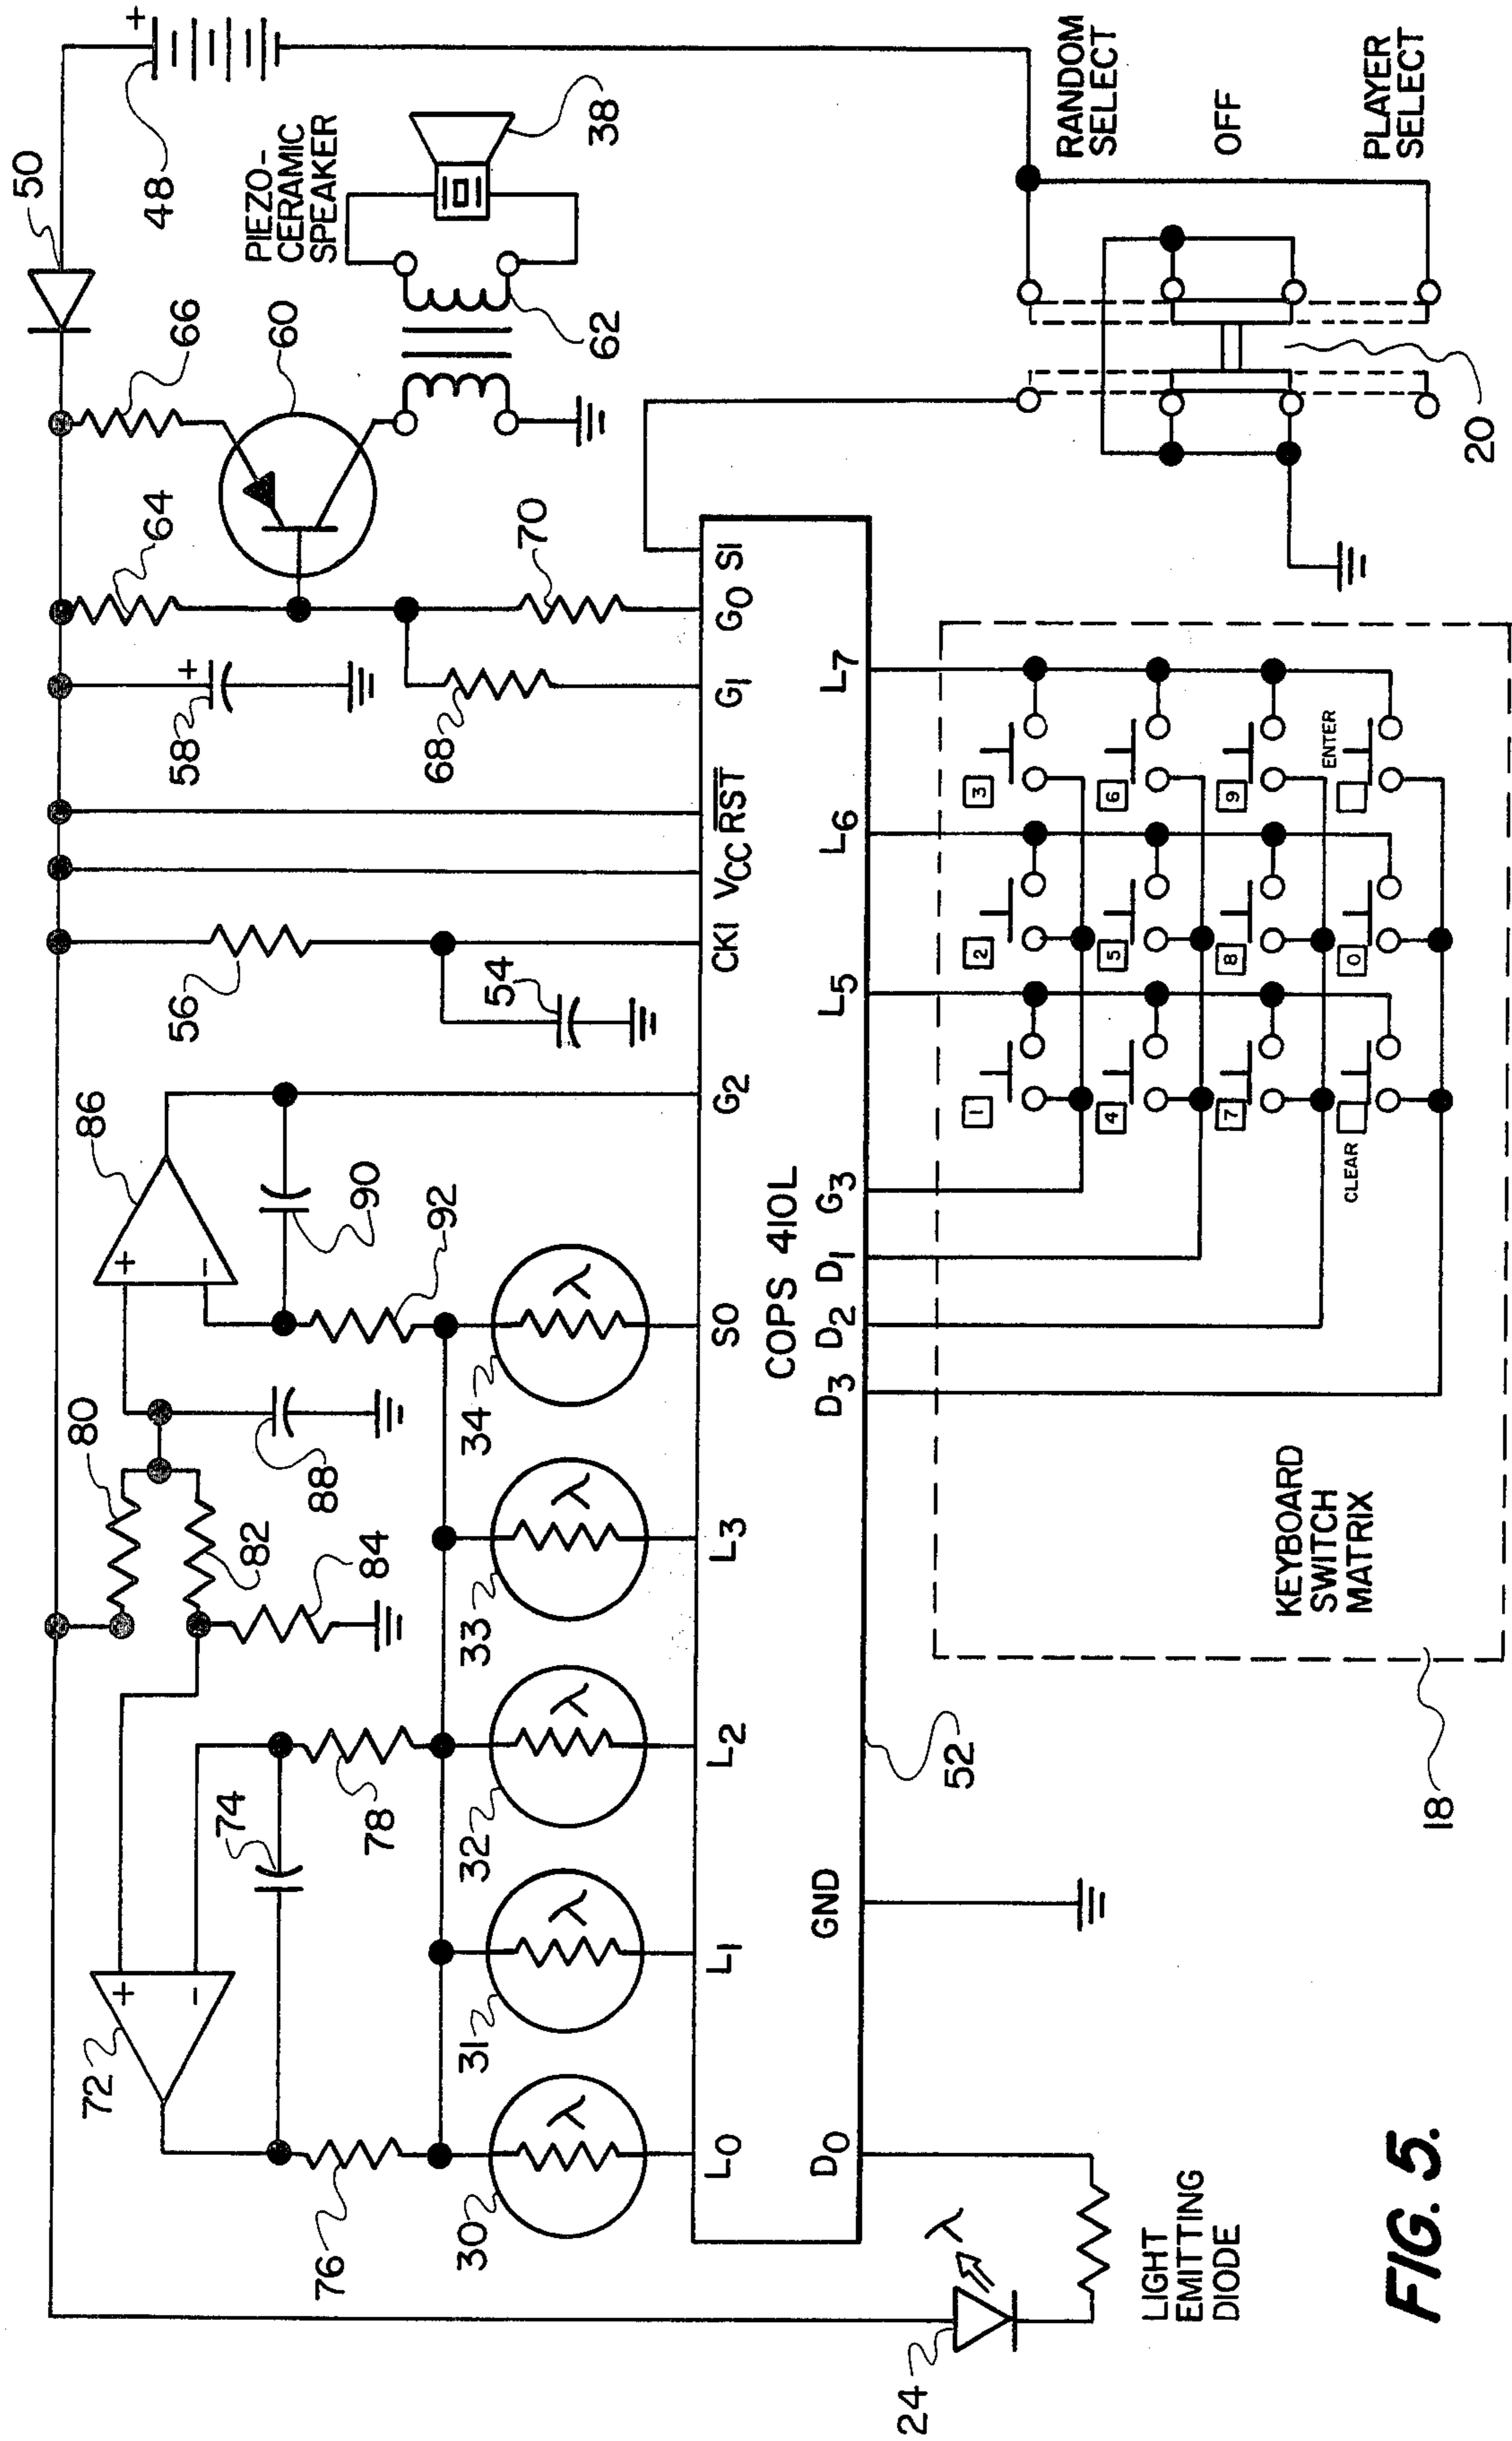 50
+
48
66
60
PIEZO-
CERAMIC
SPEAKER
38
62
64
58
+
68
70
56
54
86
+
-
90
92
80
82
84
88
34
33
32
31
30
λ
λ
λ
λ
λ
72
+
-
74
76
78
L0
L1
L2
L3
SO
G2
CKI
VCC
RST
G1
G0
SI
COPS 410L
D0
GND
D3
D2
D1
G3
L5
L6
L7
52
RANDOM
SELECT
OFF
PLAYER
SELECT
20
1
2
3
4
5
6
7
8
9
CLEAR
0
ENTER
KEYBOARD
SWITCH
MATRIX
18
24
λ
LIGHT
EMITTING
DIODE
FIG. 5.